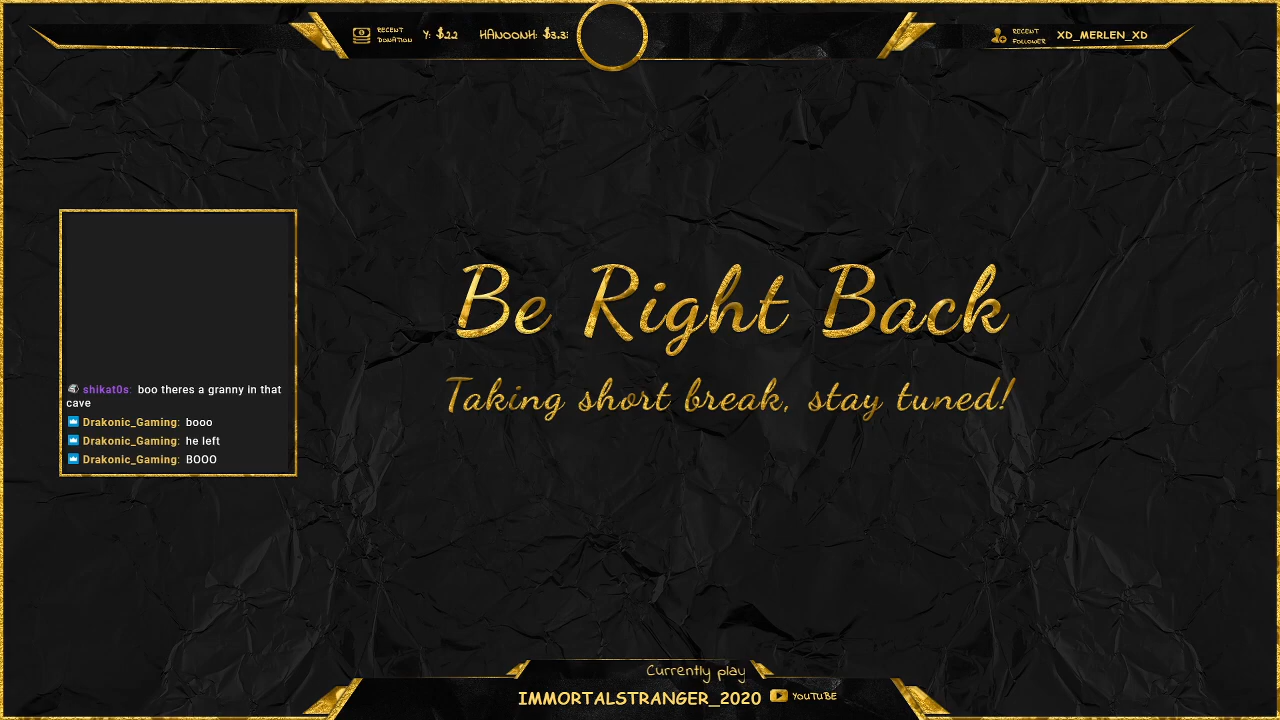 RECENT DONATION
Y: $22 HANOONH: $3.3
RECENT FOLLOWER
XD_MERLEN_XD
Be Right Back
Taking short break, stay tuned!
shikat0s: boo theres a granny in that
cave
Drakonic_Gaming: booo
Drakonic_Gaming: he left
Drakonic_Gaming: BOOO
Currently play
IMMORTALSTRANGER_2020 YOUTUBE